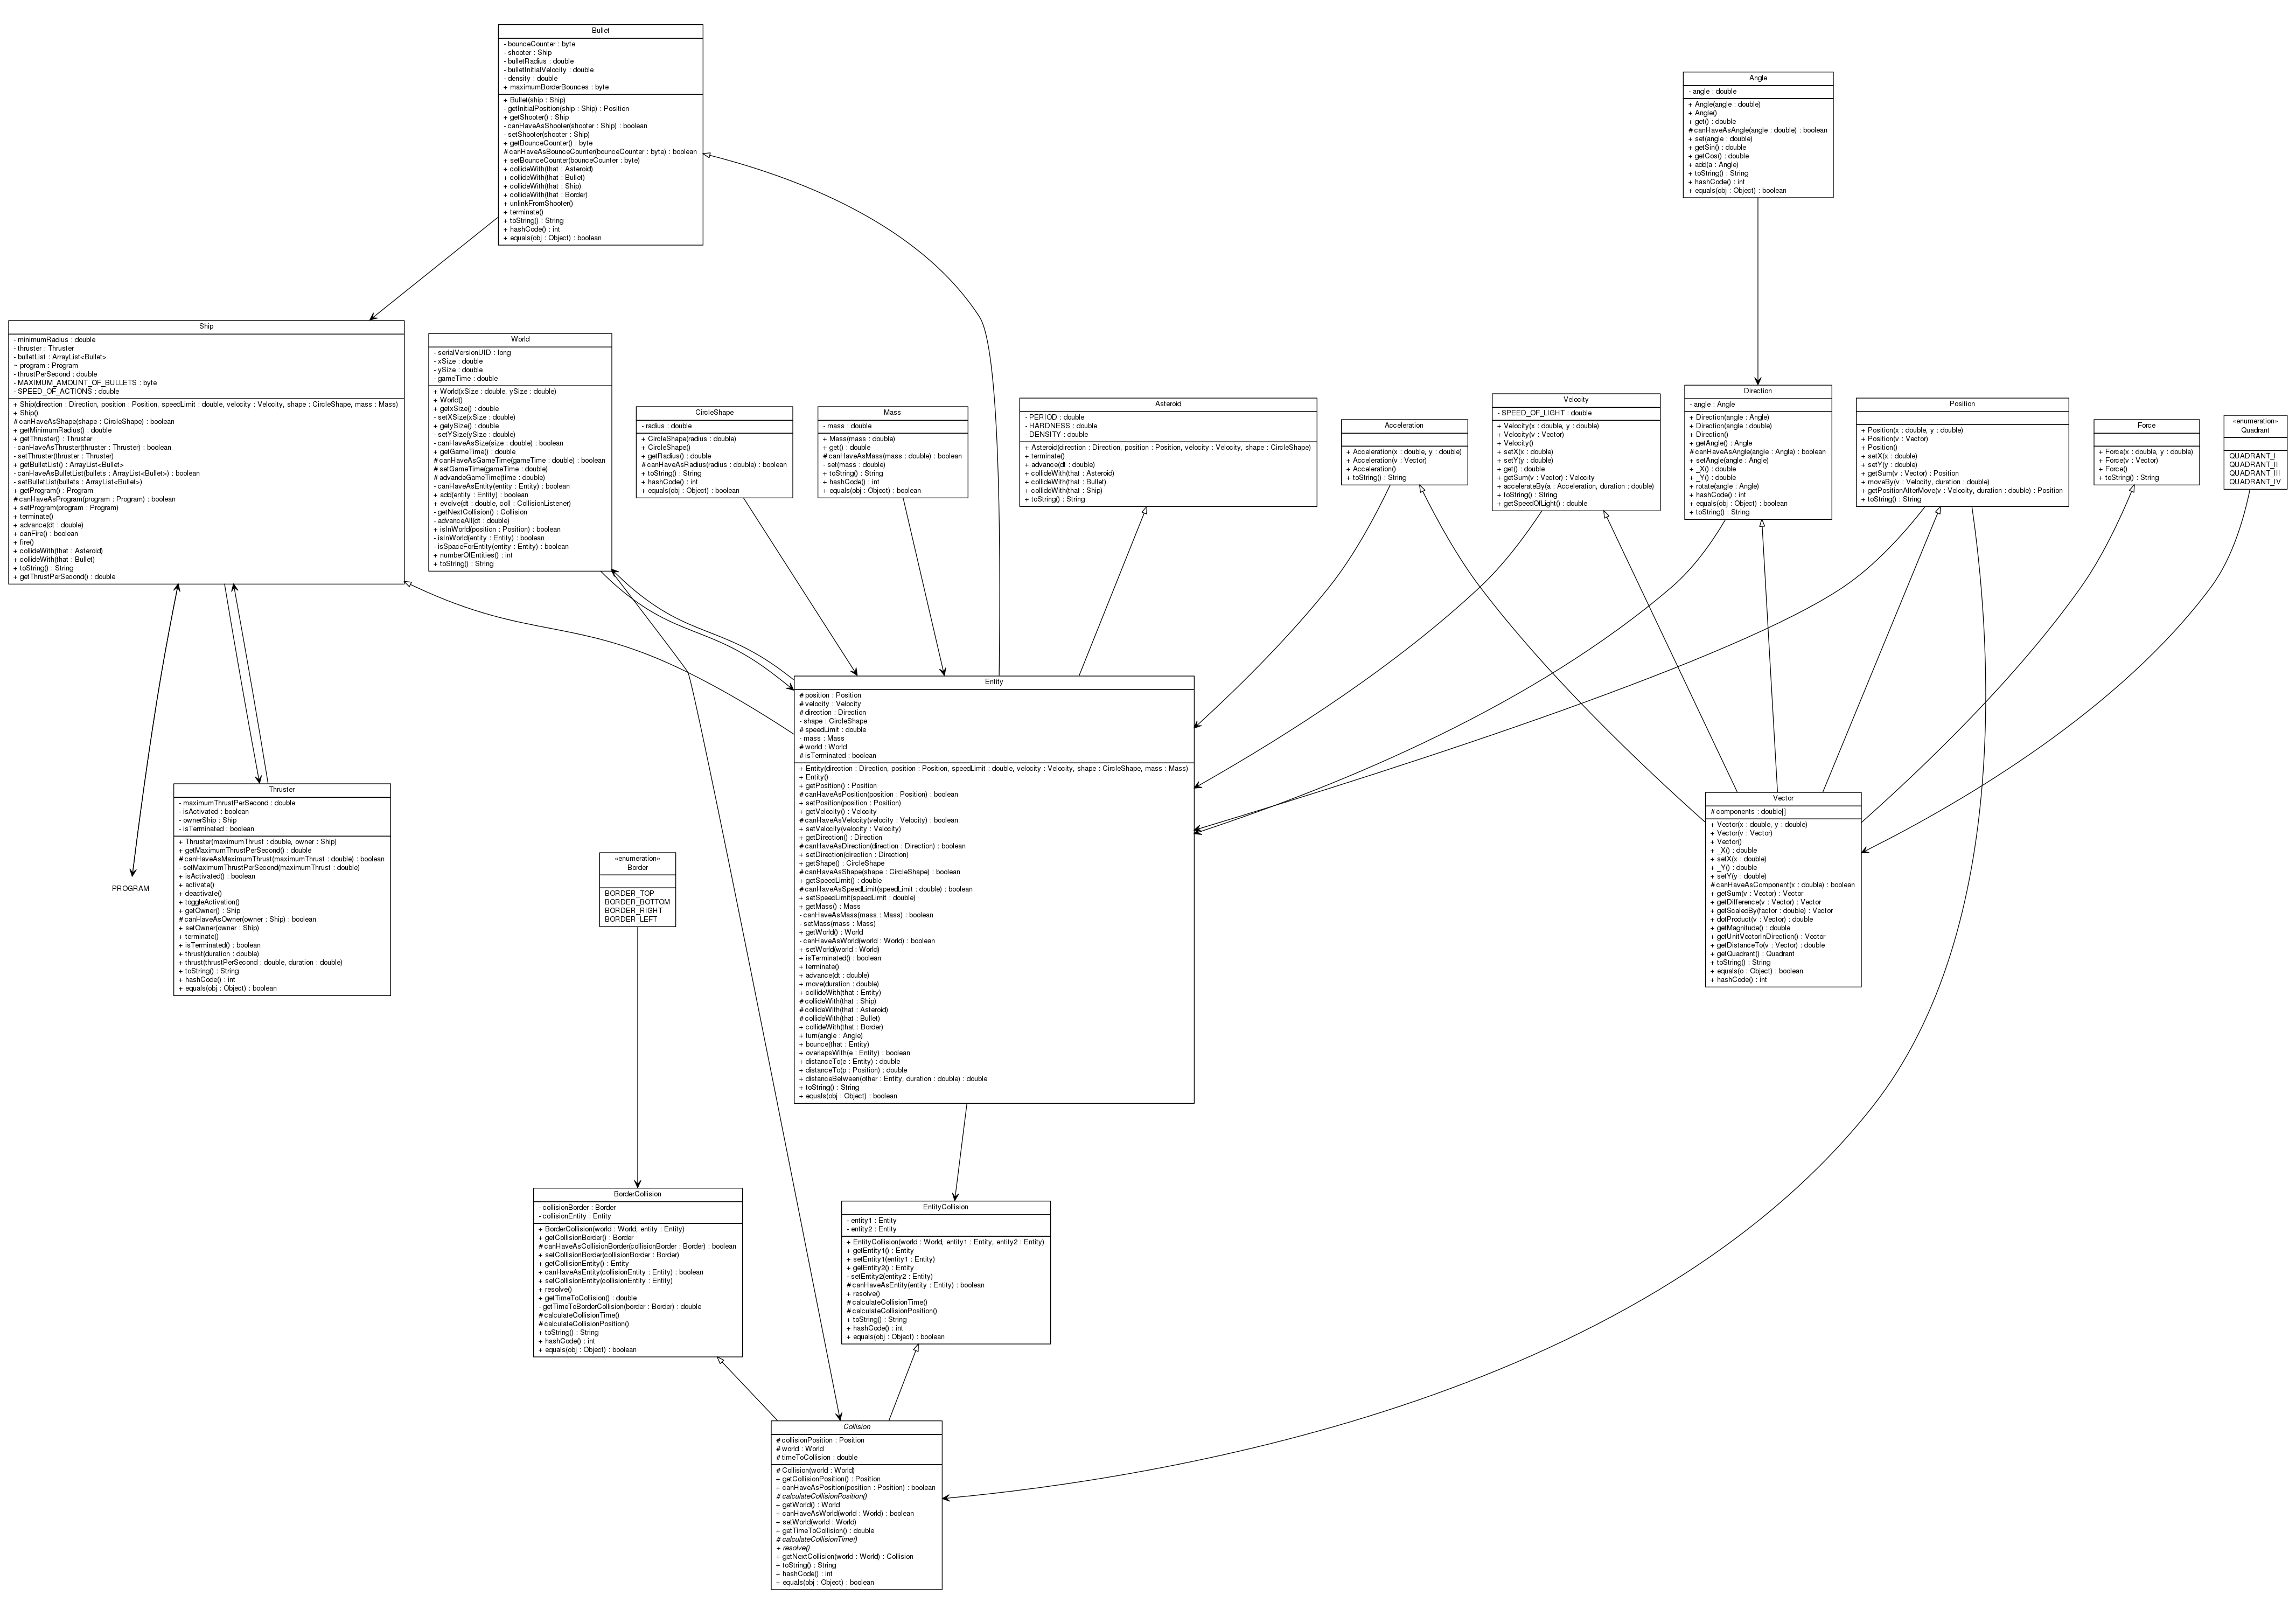 Bullet
- bounceCounter : byte
- shooter : Ship
- bulletRadius : double
- bulletInitialVelocity : double
- density : double
+ maximumBorderBounces : byte
+ Bullet(ship : Ship)
- getInitialPosition(ship : Ship) : Position
+ getShooter() : Ship
- canHaveAsShooter(shooter : Ship) : boolean
- setShooter(shooter : Ship)
+ getBounceCounter() : byte
# canHaveAsBounceCounter(bounceCounter : byte) : boolean
+ setBounceCounter(bounceCounter : byte)
+ collideWith(that : Asteroid)
+ collideWith(that : Bullet)
+ collideWith(that : Ship)
+ collideWith(that : Border)
+ unlinkFromShooter()
+ terminate()
+ toString() : String
+ hashCode() : int
+ equals(obj : Object) : boolean
Angle
- angle : double
+ Angle(angle : double)
+ Angle()
+ get() : double
# canHaveAsAngle(angle : double) : boolean
+ set(angle : double)
+ getSin() : double
+ getCos() : double
+ add(a : Angle)
+ toString() : String
+ hashCode() : int
+ equals(obj : Object) : boolean
Ship
- minimumRadius : double
- thruster : Thruster
- bulletList : ArrayList<Bullet>
~ program : Program
- thrustPerSecond : double
- MAXIMUM_AMOUNT_OF_BULLETS : byte
- SPEED_OF_ACTIONS : double
+ Ship(direction : Direction, position : Position, speedLimit : double, velocity : Velocity, shape : CircleShape, mass : Mass)
+ Ship()
# canHaveAsShape(shape : CircleShape) : boolean
+ getMinimumRadius() : double
+ getThruster() : Thruster
- canHaveAsThruster(thruster : Thruster) : boolean
- setThruster(thruster : Thruster)
+ getBulletList() : ArrayList<Bullet>
- canHaveAsBulletList(bullets : ArrayList<Bullet>) : boolean
- setBulletList(bullets : ArrayList<Bullet>)
+ getProgram() : Program
# canHaveAsProgram(program : Program) : boolean
+ setProgram(program : Program)
+ terminate()
+ advance(dt : double)
+ canFire() : boolean
+ fire()
+ collideWith(that : Asteroid)
+ collideWith(that : Bullet)
+ toString() : String
+ getThrustPerSecond() : double
World
- serialVersionUID : long
- xSize : double
- ySize : double
- gameTime : double
+ World(xSize : double, ySize : double)
+ World()
+ getxSize() : double
- setXSize(xSize : double)
+ getySize() : double
- setYSize(ySize : double)
- canHaveAsSize(size : double) : boolean
+ getGameTime() : double
# canHaveAsGameTime(gameTime : double) : boolean
# setGameTime(gameTime : double)
# advandeGameTime(time : double)
- canHaveAsEntity(entity : Entity) : boolean
+ add(entity : Entity) : boolean
+ evolve(dt : double, coll : CollisionListener)
- getNextCollision() : Collision
- advanceAll(dt : double)
+ isInWorld(position : Position) : boolean
- isInWorld(entity : Entity) : boolean
- isSpaceForEntity(entity : Entity) : boolean
+ numberOfEntities() : int
+ toString() : String
CircleShape
- radius : double
+ CircleShape(radius : double)
+ CircleShape()
+ getRadius() : double
# canHaveAsRadius(radius : double) : boolean
+ toString() : String
+ hashCode() : int
+ equals(obj : Object) : boolean
Mass
- mass : double
+ Mass(mass : double)
+ get() : double
# canHaveAsMass(mass : double) : boolean
- set(mass : double)
+ toString() : String
+ hashCode() : int
+ equals(obj : Object) : boolean
Asteroid
- PERIOD : double
- HARDNESS : double
- DENSITY : double
+ Asteroid(direction : Direction, position : Position, velocity : Velocity, shape : CircleShape)
+ terminate()
+ advance(dt : double)
+ collideWith(that : Asteroid)
+ collideWith(that : Bullet)
+ collideWith(that : Ship)
+ toString() : String
Acceleration
+ Acceleration(x : double, y : double)
+ Acceleration(v : Vector)
+ Acceleration()
+ toString() : String
Velocity
- SPEED_OF_LIGHT : double
+ Velocity(x : double, y : double)
+ Velocity(v : Vector)
+ Velocity()
+ setX(x : double)
+ setY(y : double)
+ get() : double
+ getSum(v : Vector) : Velocity
+ accelerateBy(a : Acceleration, duration : double)
+ toString() : String
+ getSpeedOfLight() : double
Direction
- angle : Angle
+ Direction(angle : Angle)
+ Direction(angle : double)
+ Direction()
+ getAngle() : Angle
# canHaveAsAngle(angle : Angle) : boolean
+ setAngle(angle : Angle)
+ _X() : double
+ _Y() : double
+ rotate(angle : Angle)
+ hashCode() : int
+ equals(obj : Object) : boolean
+ toString() : String
Position
+ Position(x : double, y : double)
+ Position(v : Vector)
+ Position()
+ setX(x : double)
+ setY(y : double)
+ getSum(v : Vector) : Position
+ moveBy(v : Velocity, duration : double)
+ getPositionAfterMove(v : Velocity, duration : double) : Position
+ toString() : String
Force
+ Force(x : double, y : double)
+ Force(v : Vector)
+ Force()
+ toString() : String
«enumeration»
Quadrant
QUADRANT_I
QUADRANT_II
QUADRANT_III
QUADRANT_IV
Entity
# position : Position
# velocity : Velocity
# direction : Direction
- shape : CircleShape
# speedLimit : double
- mass : Mass
# world : World
# isTerminated : boolean
+ Entity(direction : Direction, position : Position, speedLimit : double, velocity : Velocity, shape : CircleShape, mass : Mass)
+ Entity()
+ getPosition() : Position
# canHaveAsPosition(position : Position) : boolean
+ setPosition(position : Position)
+ getVelocity() : Velocity
# canHaveAsVelocity(velocity : Velocity) : boolean
+ setVelocity(velocity : Velocity)
+ getDirection() : Direction
# canHaveAsDirection(direction : Direction) : boolean
+ setDirection(direction : Direction)
+ getShape() : CircleShape
# canHaveAsShape(shape : CircleShape) : boolean
+ getSpeedLimit() : double
# canHaveAsSpeedLimit(speedLimit : double) : boolean
+ setSpeedLimit(speedLimit : double)
+ getMass() : Mass
- canHaveAsMass(mass : Mass) : boolean
- setMass(mass : Mass)
+ getWorld() : World
- canHaveAsWorld(world : World) : boolean
+ setWorld(world : World)
+ isTerminated() : boolean
+ terminate()
+ advance(dt : double)
+ move(duration : double)
+ collideWith(that : Entity)
# collideWith(that : Ship)
# collideWith(that : Asteroid)
# collideWith(that : Bullet)
+ collideWith(that : Border)
+ turn(angle : Angle)
+ bounce(that : Entity)
+ overlapsWith(e : Entity) : boolean
+ distanceTo(e : Entity) : double
+ distanceTo(p : Position) : double
+ distanceBetween(other : Entity, duration : double) : double
+ toString() : String
+ equals(obj : Object) : boolean
Thruster
- maximumThrustPerSecond : double
- isActivated : boolean
- ownerShip : Ship
- isTerminated : boolean
+ Thruster(maximumThrust : double, owner : Ship)
+ getMaximumThrustPerSecond() : double
# canHaveAsMaximumThrust(maximumThrust : double) : boolean
- setMaximumThrustPerSecond(maximumThrust : double)
+ isActivated() : boolean
+ activate()
+ deactivate()
+ toggleActivation()
+ getOwner() : Ship
# canHaveAsOwner(owner : Ship) : boolean
+ setOwner(owner : Ship)
+ terminate()
+ isTerminated() : boolean
+ thrust(duration : double)
+ thrust(thrustPerSecond : double, duration : double)
+ toString() : String
+ hashCode() : int
+ equals(obj : Object) : boolean
PROGRAM
«enumeration»
Border
BORDER_TOP
BORDER_BOTTOM
BORDER_RIGHT
BORDER_LEFT
Vector
# components : double[]
+ Vector(x : double, y : double)
+ Vector(v : Vector)
+ Vector()
+ _X() : double
+ setX(x : double)
+ _Y() : double
+ setY(y : double)
# canHaveAsComponent(x : double) : boolean
+ getSum(v : Vector) : Vector
+ getDifference(v : Vector) : Vector
+ getScaledBy(factor : double) : Vector
+ dotProduct(v : Vector) : double
+ getMagnitude() : double
+ getUnitVectorInDirection() : Vector
+ getDistanceTo(v : Vector) : double
+ getQuadrant() : Quadrant
+ toString() : String
+ equals(o : Object) : boolean
+ hashCode() : int
BorderCollision
- collisionBorder : Border
- collisionEntity : Entity
+ BorderCollision(world : World, entity : Entity)
+ getCollisionBorder() : Border
# canHaveAsCollisionBorder(collisionBorder : Border) : boolean
+ setCollisionBorder(collisionBorder : Border)
+ getCollisionEntity() : Entity
+ canHaveAsEntity(collisionEntity : Entity) : boolean
+ setCollisionEntity(collisionEntity : Entity)
+ resolve()
+ getTimeToCollision() : double
- getTimeToBorderCollision(border : Border) : double
# calculateCollisionTime()
# calculateCollisionPosition()
+ toString() : String
+ hashCode() : int
+ equals(obj : Object) : boolean
EntityCollision
- entity1 : Entity
- entity2 : Entity
+ EntityCollision(world : World, entity1 : Entity, entity2 : Entity)
+ getEntity1() : Entity
+ setEntity1(entity1 : Entity)
+ getEntity2() : Entity
- setEntity2(entity2 : Entity)
# canHaveAsEntity(entity : Entity) : boolean
+ resolve()
# calculateCollisionTime()
# calculateCollisionPosition()
+ toString() : String
+ hashCode() : int
+ equals(obj : Object) : boolean
Collision
# collisionPosition : Position
# world : World
# timeToCollision : double
# Collision(world : World)
+ getCollisionPosition() : Position
+ canHaveAsPosition(position : Position) : boolean
# calculateCollisionPosition()
+ getWorld() : World
+ canHaveAsWorld(world : World) : boolean
+ setWorld(world : World)
+ getTimeToCollision() : double
# calculateCollisionTime()
+ resolve()
+ getNextCollision(world : World) : Collision
+ toString() : String
+ hashCode() : int
+ equals(obj : Object) : boolean